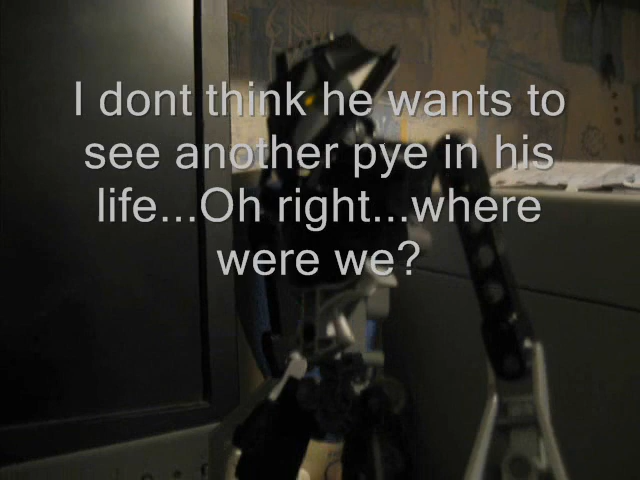 I dont think he wants to
see another pye in his
life...Oh right...where
were we?